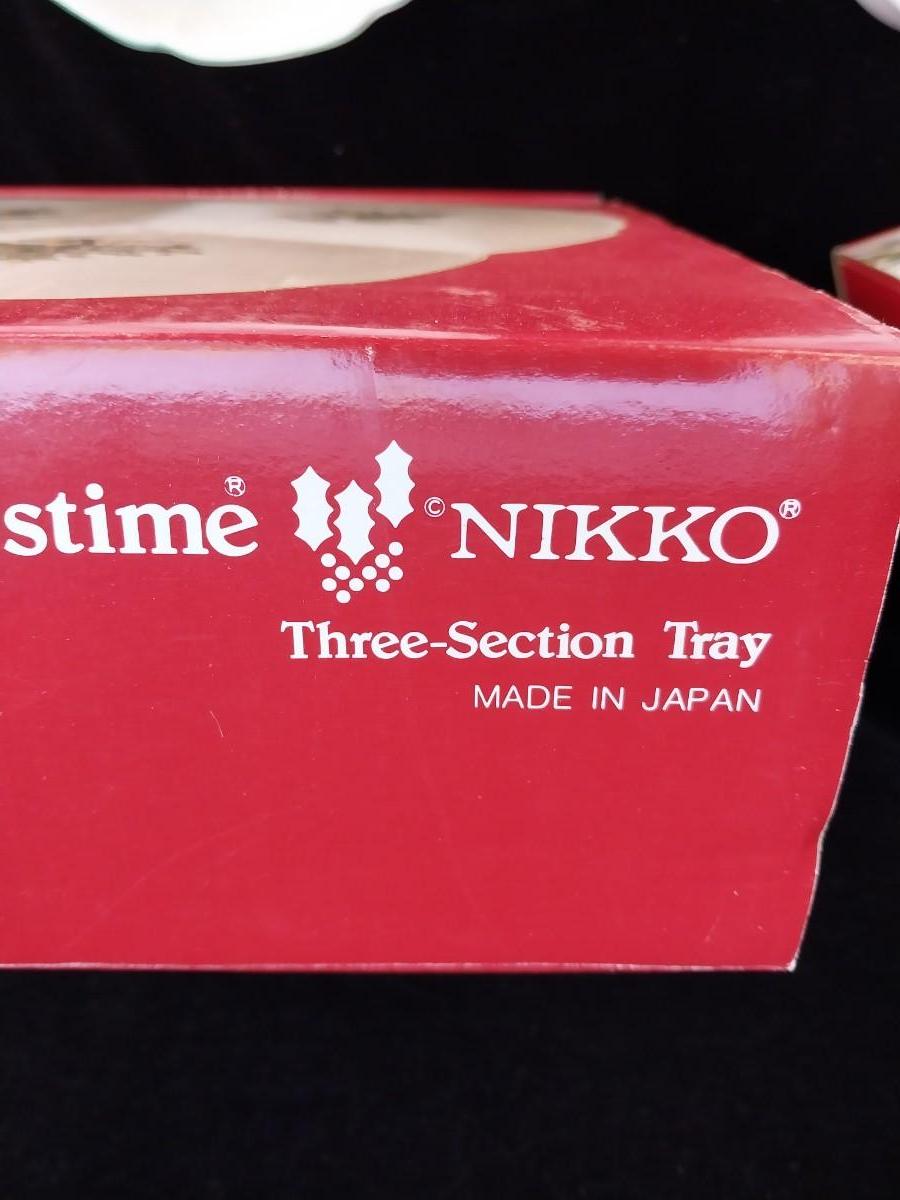 stime® © NIKKO®
Three-Section Tray
MADE IN JAPAN